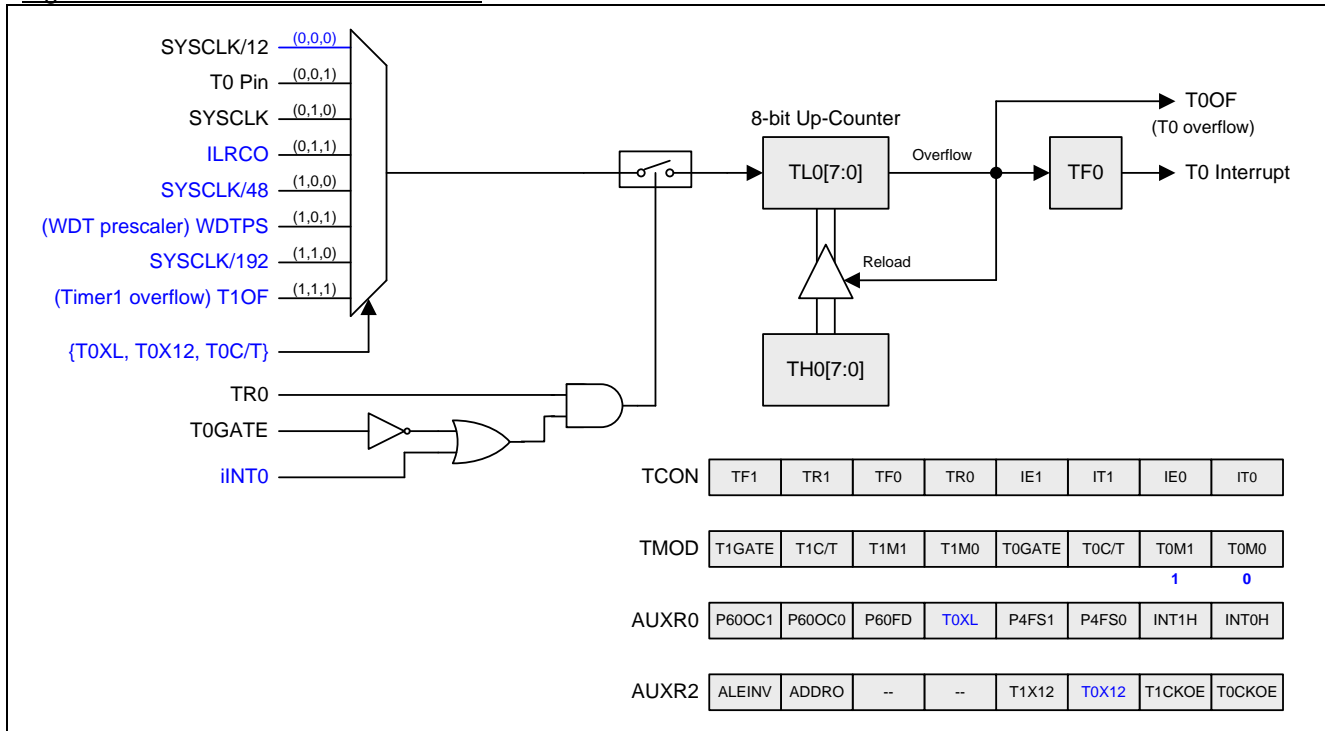 SYSCLK/12 (0,0,0)
T0 Pin (0,0,1)
SYSCLK (0,1,0)
ILRCO (0,1,1)
SYSCLK/48 (1,0,0)
(WDT prescaler) WDTPS (1,0,1)
SYSCLK/192 (1,1,0)
(Timer1 overflow) T1OF (1,1,1)
{T0XL, T0X12, T0C/T}
TR0
T0GATE
iINT0
8-bit Up-Counter
TL0[7:0]
Overflow
T0OF
(T0 overflow)
TF0
T0 Interrupt
Reload
TH0[7:0]
TCON TF1 TR1 TF0 TR0 IE1 IT1 IE0 IT0
TMOD T1GATE T1C/T T1M1 T1M0 T0GATE T0C/T T0M1 T0M0
1 0
AUXR0 P60OC1 P60OC0 P60FD T0XL P4FS1 P4FS0 INT1H INT0H
AUXR2 ALEINV ADDRO -- -- T1X12 T0X12 T1CKOE T0CKOE